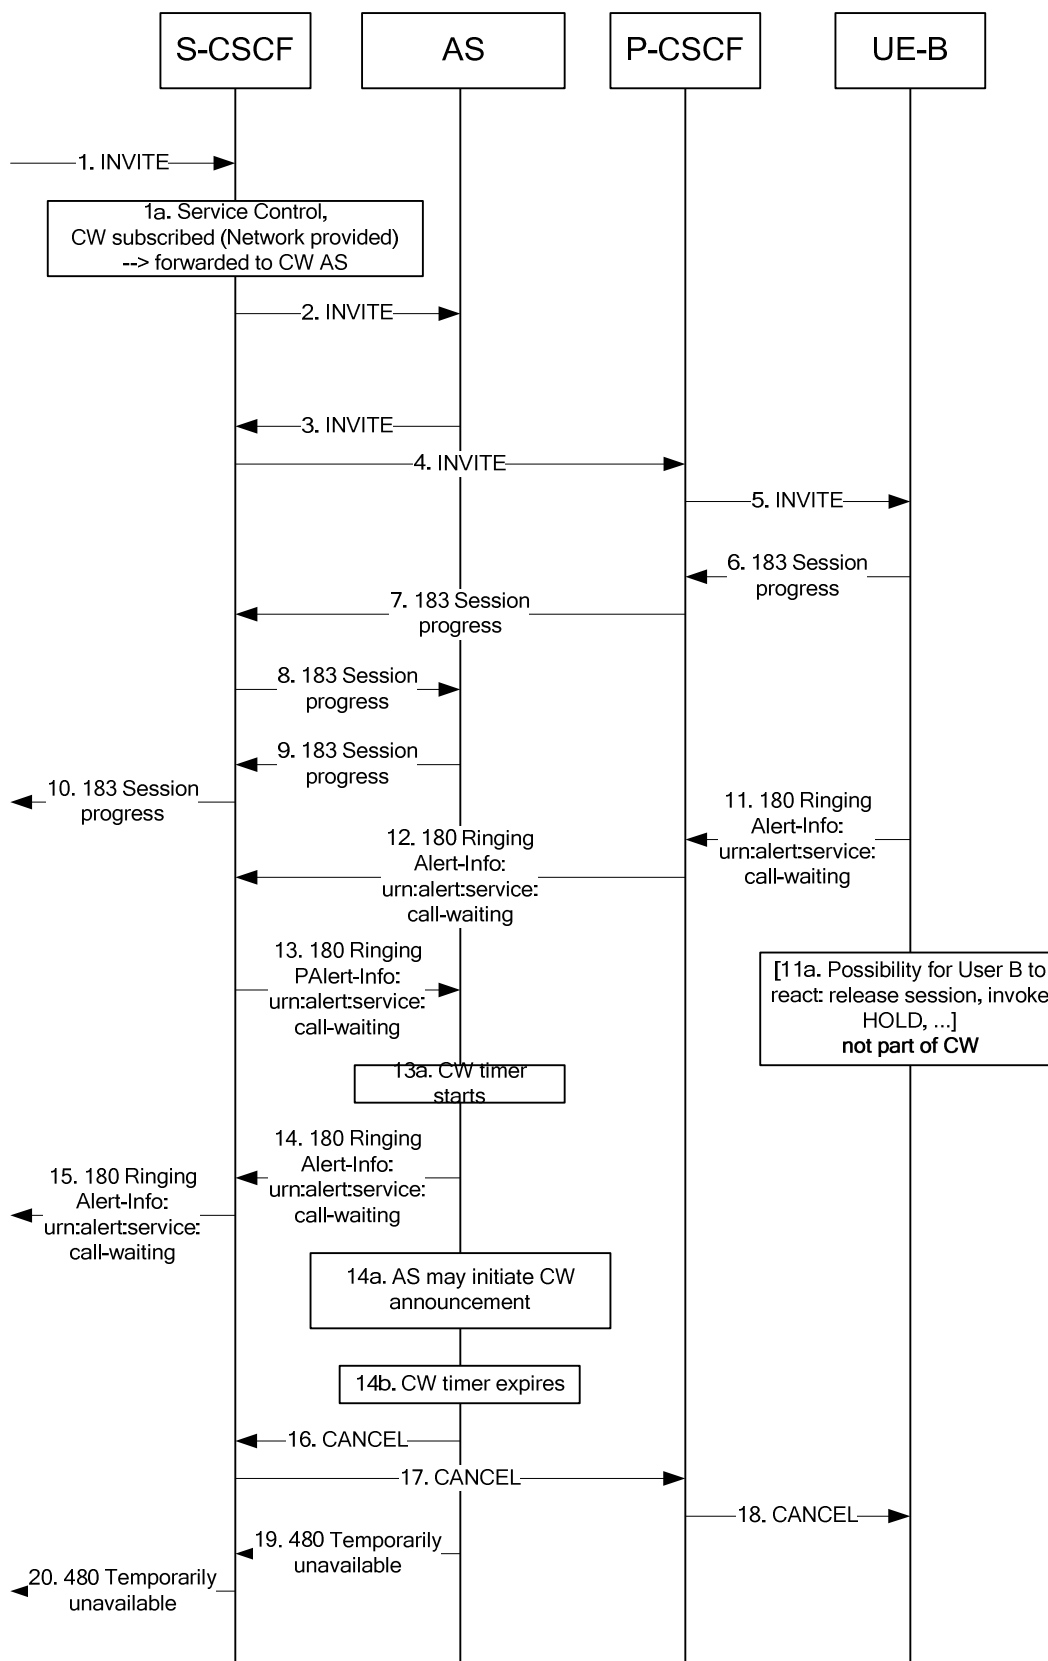 S-CSCF
AS
P-CSCF
UE-B
1. INVITE
1a. Service Control,
CW subscribed (Network provided)
--> forwarded to CW AS
2. INVITE
3. INVITE
4. INVITE
5. INVITE
6. 183 Session
progress
7. 183 Session
progress
8. 183 Session
progress
9. 183 Session
progress
10. 183 Session
progress
11. 180 Ringing
Alert-Info:
urn:alert:service:
call-waiting
12. 180 Ringing
Alert-Info:
urn:alert:service:
call-waiting
13. 180 Ringing
PAlert-Info:
urn:alert:service:
call-waiting
[11a. Possibility for User B to
react: release session, invoke
HOLD, ...]
not part of CW
13a. CW timer
starts
14. 180 Ringing
Alert-Info:
urn:alert:service:
call-waiting
15. 180 Ringing
Alert-Info:
urn:alert:service:
call-waiting
14a. AS may initiate CW
announcement
14b. CW timer expires
16. CANCEL
17. CANCEL
18. CANCEL
19. 480 Temporarily
unavailable
20. 480 Temporarily
unavailable